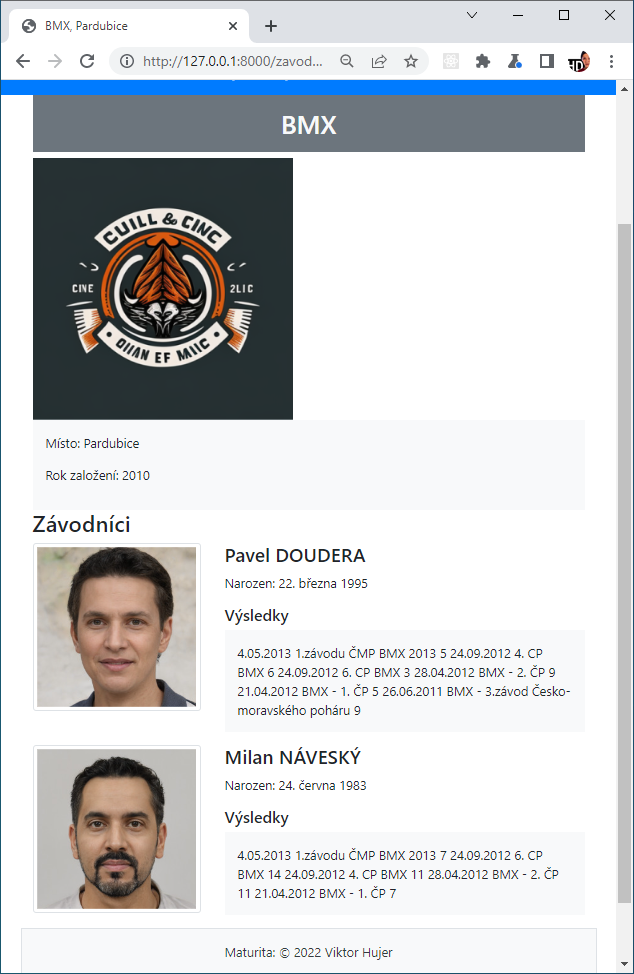 BMX, Pardubice
http://127.0.0.1:8000/zavod...
BMX
CUILL & CINC
CINE
2LIC
Místo: Pardubice
Rok založení: 2010
Závodníci
Pavel DOUDERA
Narozen: 22. března 1995
Výsledky
4.05.2013 1.závodu ČMP BMX 2013 5 24.09.2012 4. CP
BMX 6 24.09.2012 6. CP BMX 3 28.04.2012 BMX - 2. ČP 9
21.04.2012 BMX - 1. ČP 5 26.06.2011 BMX - 3.závod Česko-
moravského poháru 9
Milan NÁVESKÝ
Narozen: 24. června 1983
Výsledky
4.05.2013 1.závodu ČMP BMX 2013 7 24.09.2012 6. CP
BMX 14 24.09.2012 4. CP BMX 11 28.04.2012 BMX - 2. ČP
11 21.04.2012 BMX - 1. ČP 7
Maturita: © 2022 Viktor Hujer